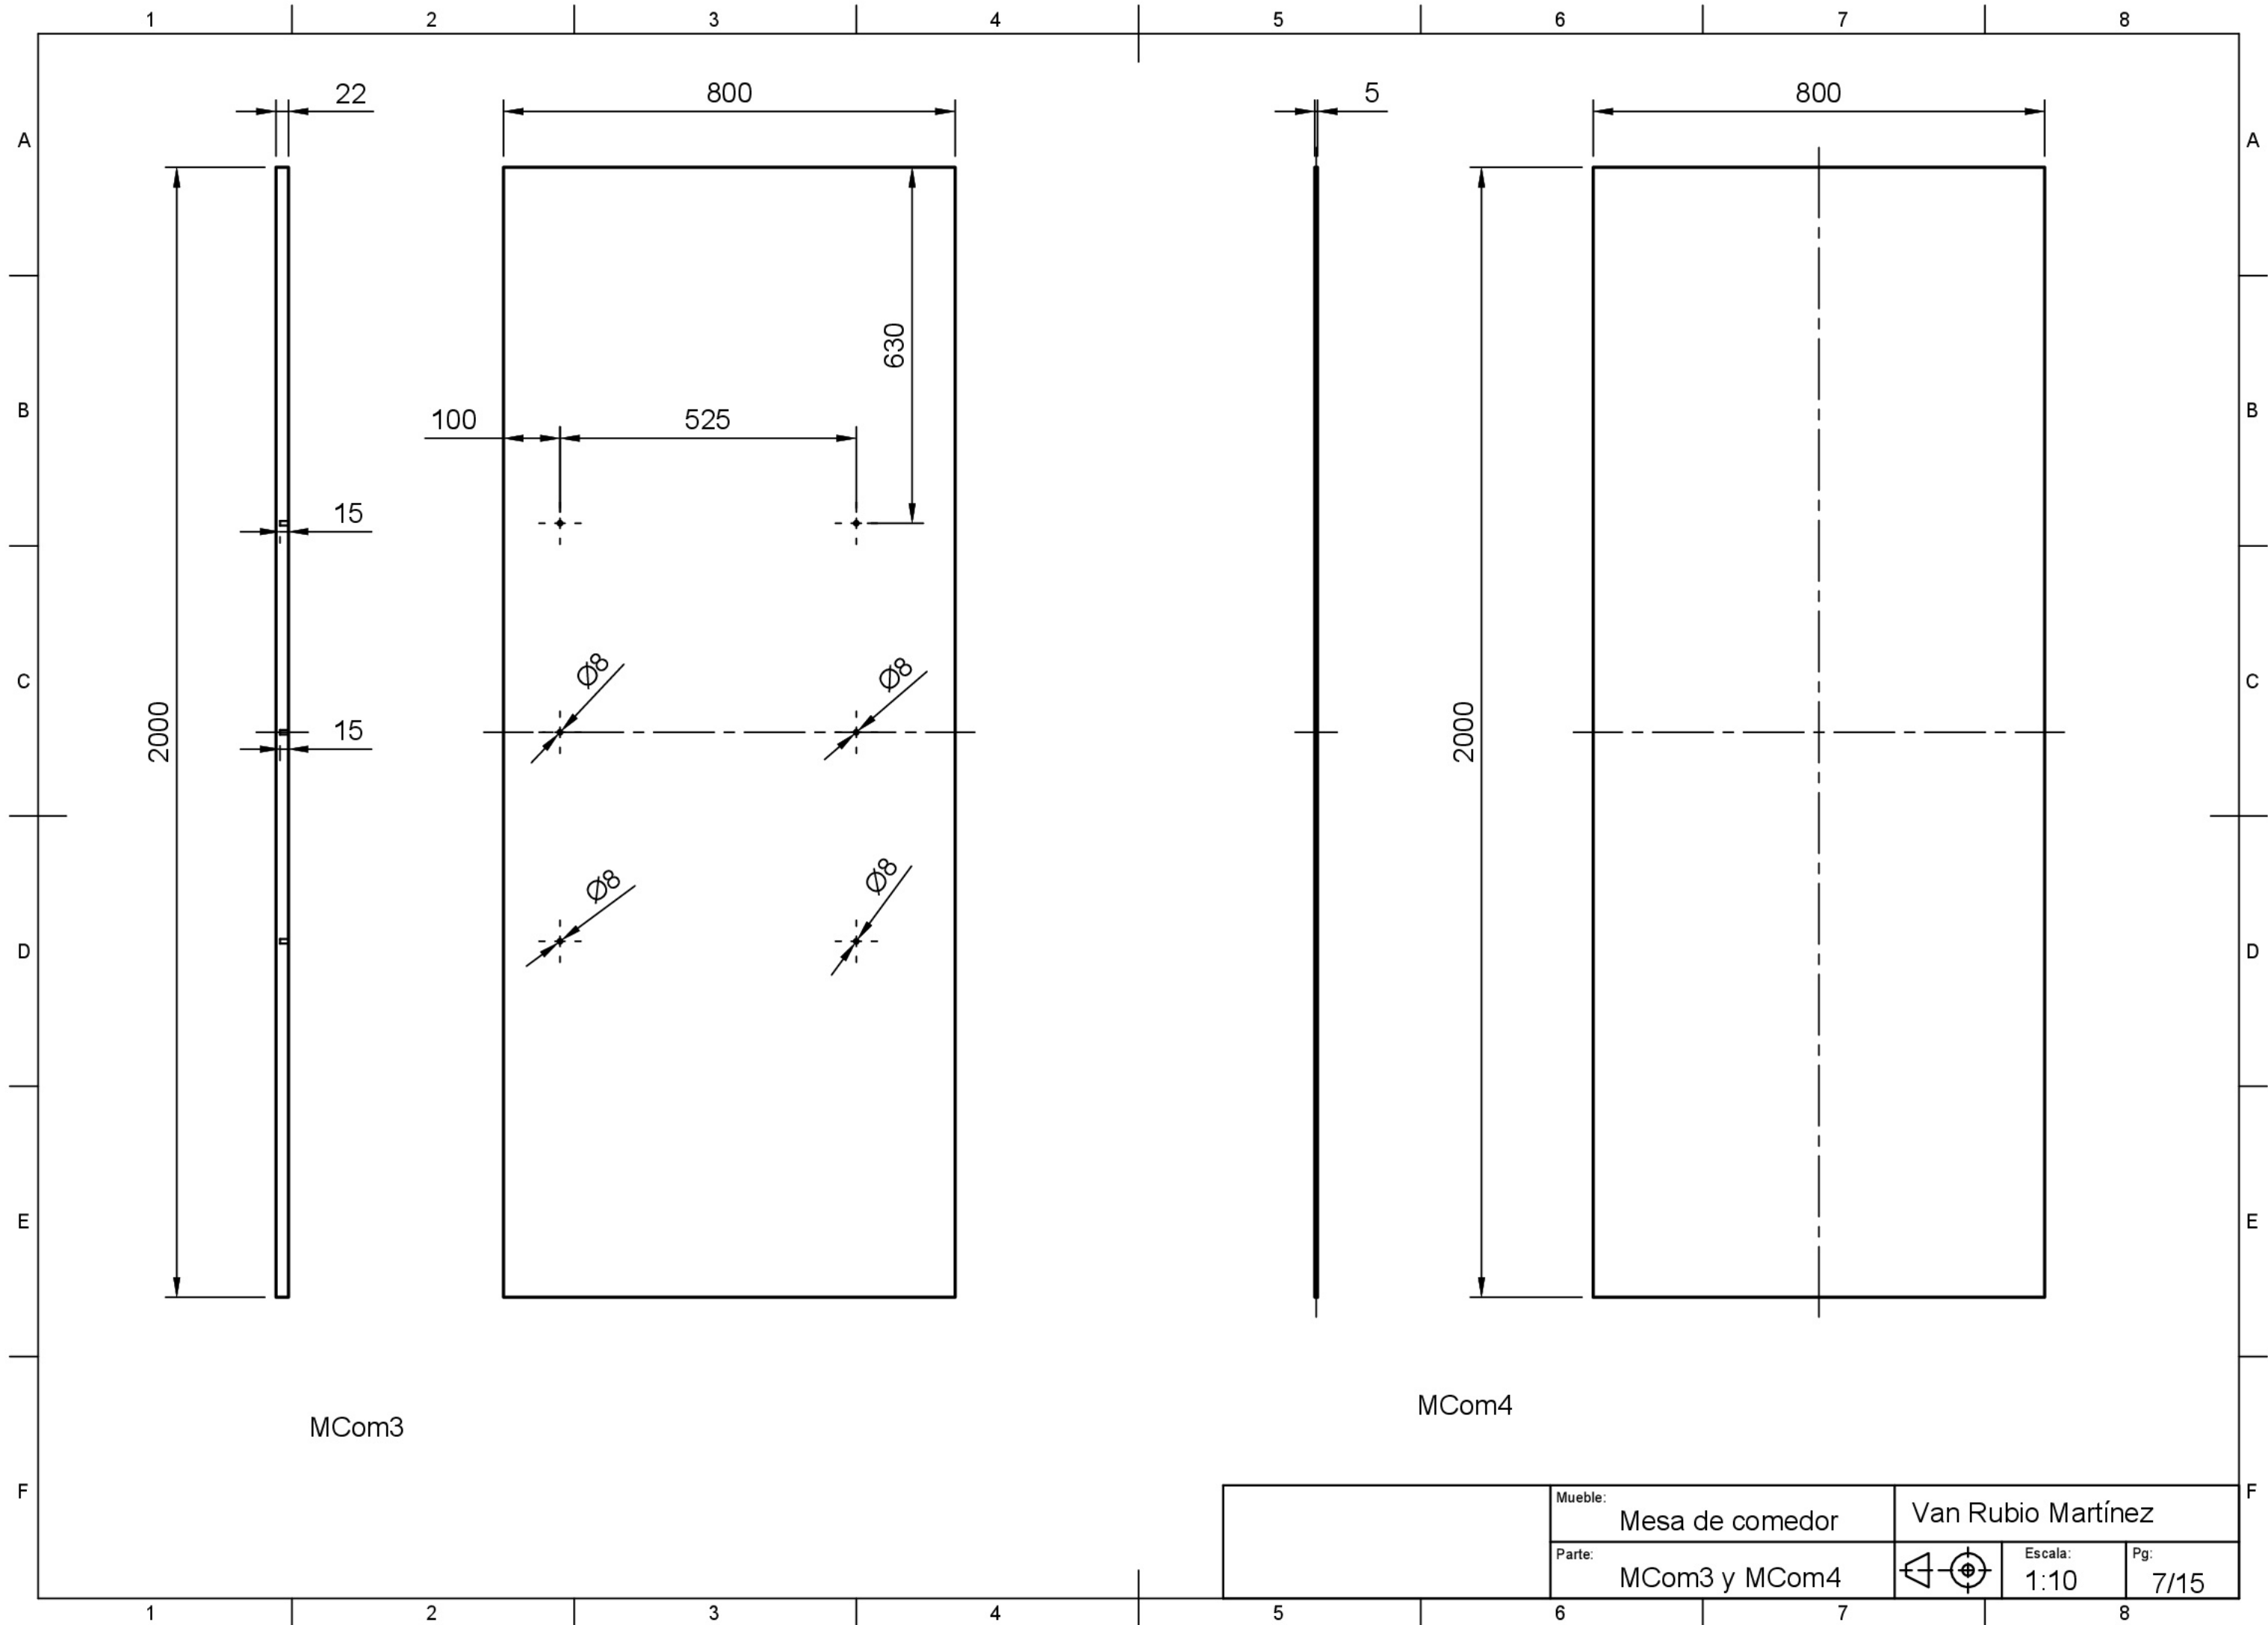 1 2 3 4 5 6 7 8
22 800 5 800
A A
630
B B
100 525
15
Ø8 Ø8
C C
2000 15 2000
Ø8 Ø8
D D
E E
MCom4
MCom3
F F
Mueble: Mesa de comedor Van Rubio Martínez
Parte: MCom3 y MCom4 Escala: 1:10 Pg: 7/15
1 2 3 4 5 6 7 8